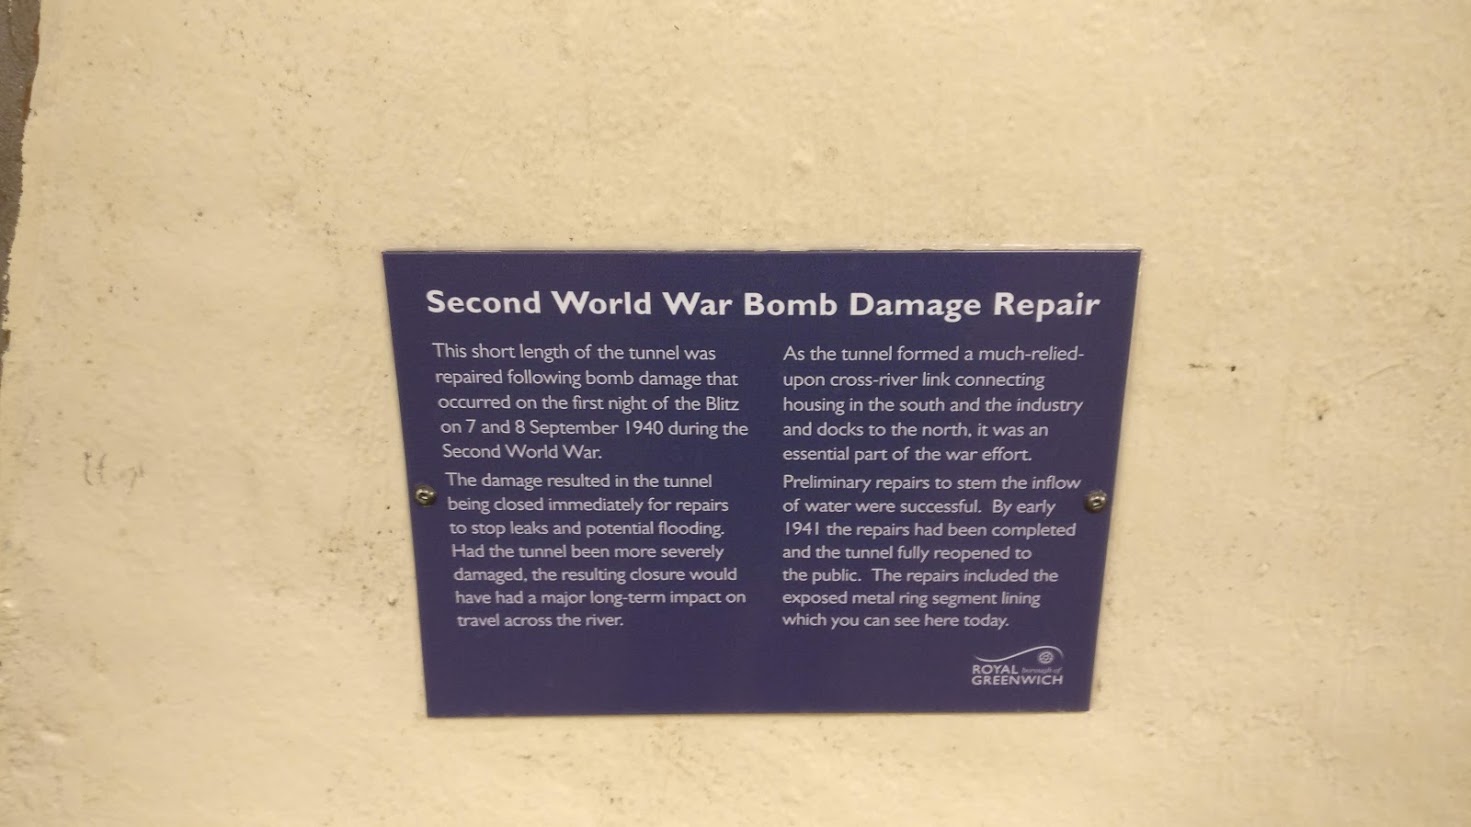 Second World War Bomb Damage Repair
This short length of the tunnel was
repaired following bomb damage that
occurred on the first night of the Blitz
on 7 and 8 September 1940 during the
Second World War.
The damage resulted in the tunnel
being closed immediately for repairs
to stop leaks and potential flooding.
Had the tunnel been more severely
damaged, the resulting closure would
have had a major long-term impact on
travel across the river.
As the tunnel formed a much-relied-
upon cross-river link connecting
housing in the south and the industry
and docks to the north, it was an
essential part of the war effort.
Preliminary repairs to stem the inflow
of water were successful. By early
1941 the repairs had been completed
and the tunnel fully reopened to
the public. The repairs included the
exposed metal ring segment lining
which you can see here today.
ROYAL borough of
GREENWICH